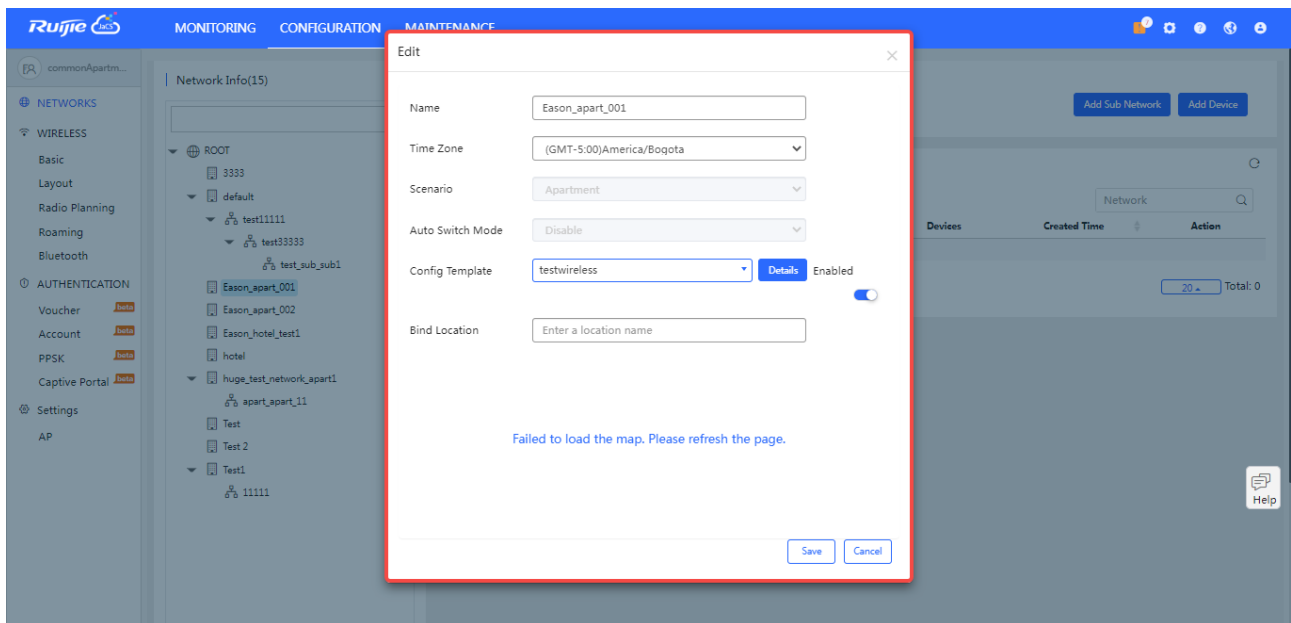 Ruijie JaCS
MONITORING CONFIGURATION MAINTENANCE
commonApartm...
NETWORKS
WIRELESS
Basic
Layout
Radio Planning
Roaming
Bluetooth
AUTHENTICATION
Voucher beta
Account beta
PPSK beta
Captive Portal beta
Settings
AP
Network Info(15)
ROOT
3333
default
test11111
test33333
test_sub_sub1
Eason_apart_001
Eason_apart_002
Eason_hotel_test1
hotel
huge_test_network_apart1
apart_apart_11
Test
Test 2
Test1
11111
Edit
Name Eason_apart_001
Time Zone (GMT-5:00)America/Bogota
Scenario Apartment
Auto Switch Mode Disable
Config Template testwireless Details Enabled
Bind Location Enter a location name
Failed to load the map. Please refresh the page.
Save Cancel
Add Sub Network Add Device
Network
Devices Created Time Action
20 Total: 0
Help